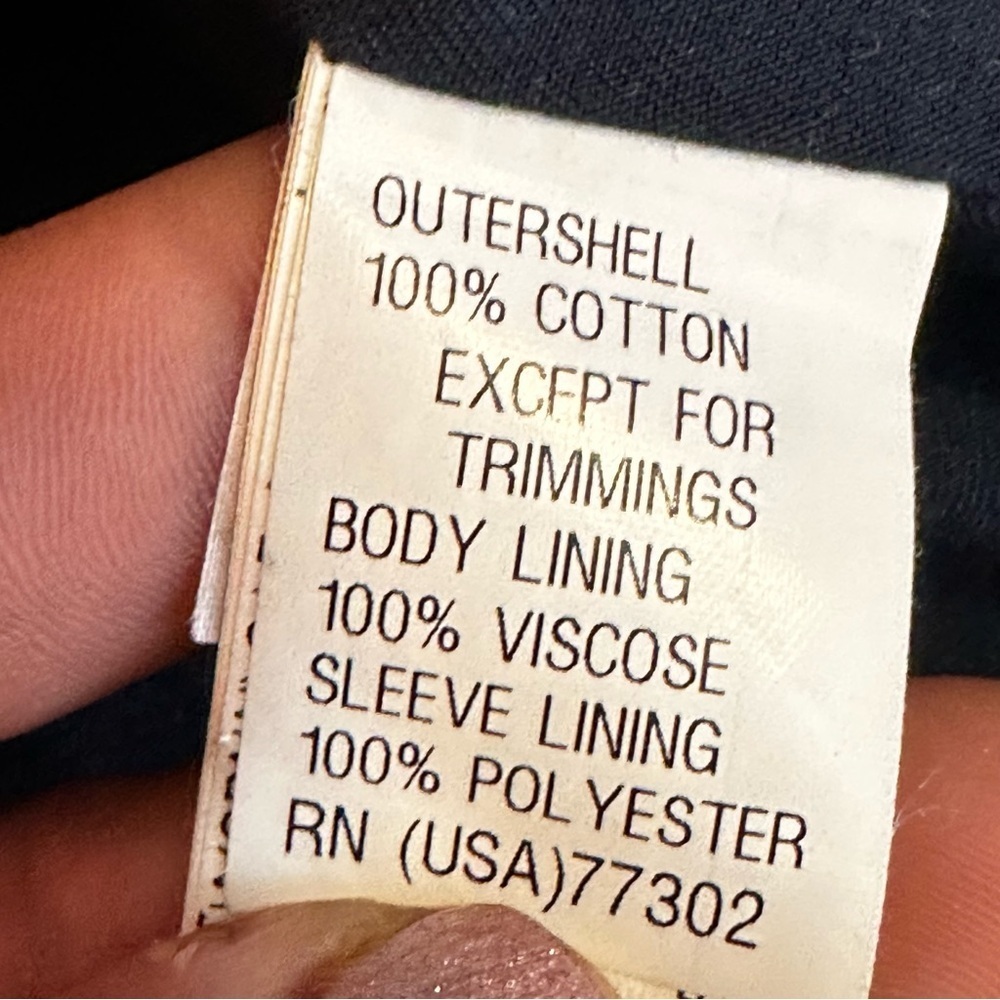 OUTERSHELL
100% COTTON
EXCEPT FOR
TRIMMINGS
BODY LINING
100% VISCOSE
SLEEVE LINING
100% POLYESTER
RN (USA)77302